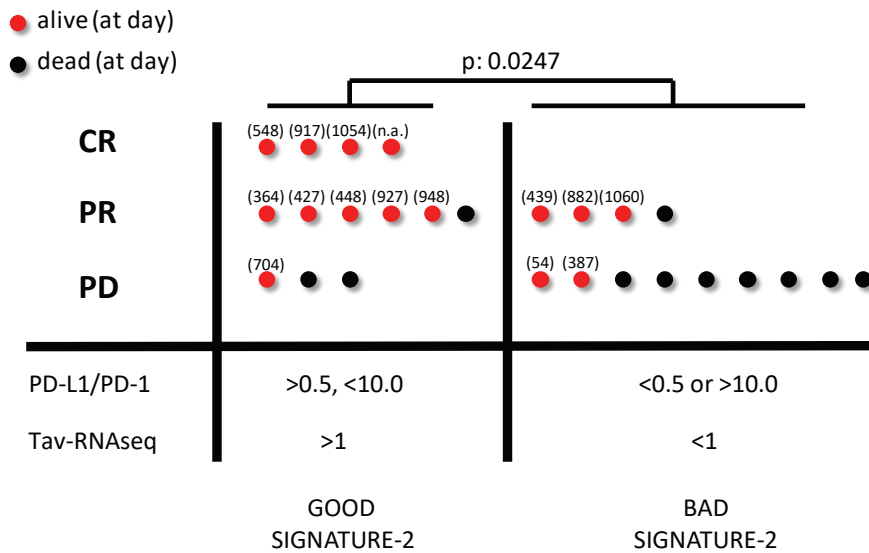 alive (at day)
dead (at day)
p: 0.0247
CR
(548) (917) (1054) (n.a.)
PR
(364) (427) (448) (927) (948) (439) (882) (1060)
PD
(704) (54) (387)
PD-L1/PD-1 >0.5, <10.0 <0.5 or >10.0
Tav-RNAseq >1 <1
GOOD BAD
SIGNATURE-2 SIGNATURE-2